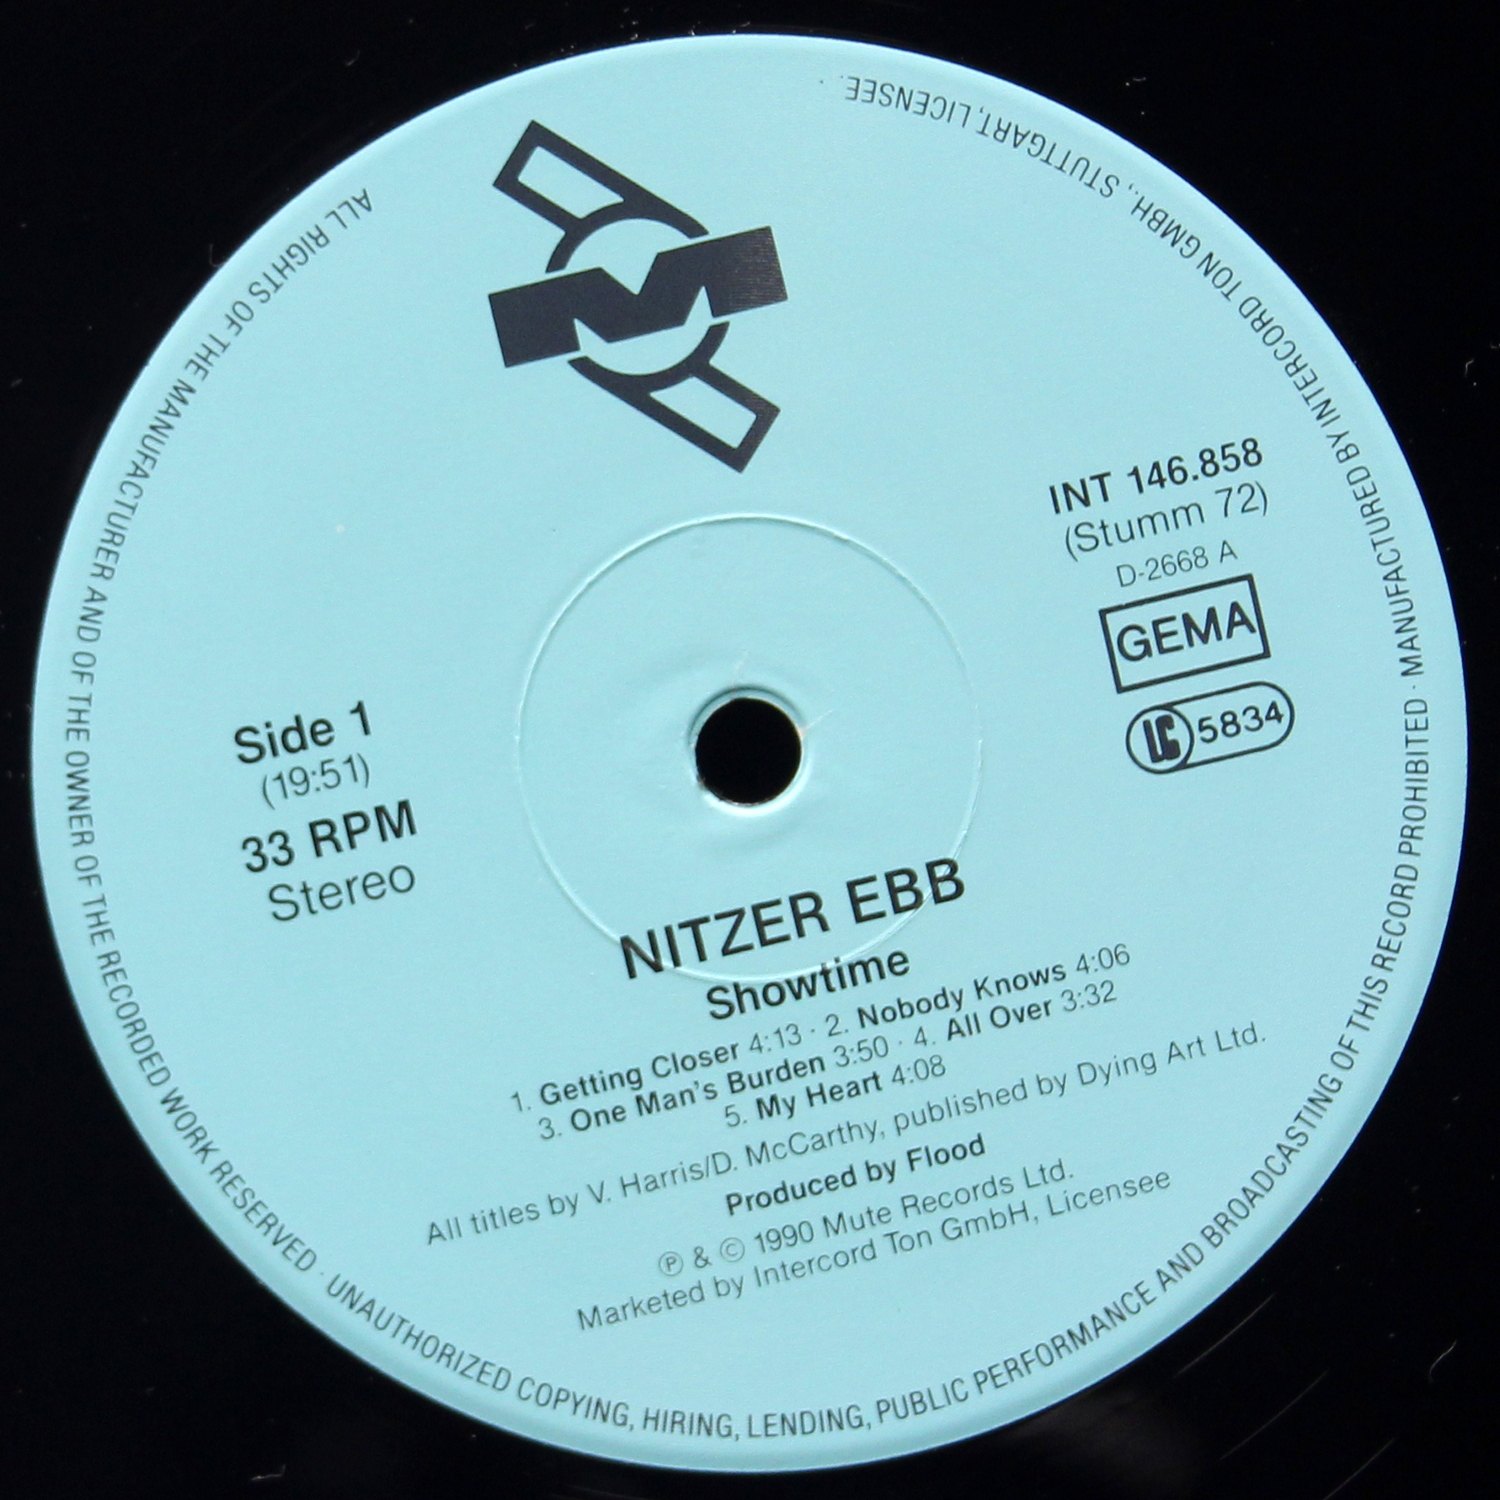 ALL RIGHTS OF THE MANUFACTURER AND OF THE OWNER OF THE RECORDED WORK RESERVED · UNAUTHORIZED COPYING, HIRING, LENDING, PUBLIC PERFORMANCE AND BROADCASTING OF THIS RECORD PROHIBITED · MANUFACTURED BY INTERCORD TON GMBH., STUTTGART, LICENSEE.
M
INT 146.858
(Stumm 72)
D-2668 A
GEMA
LC 5834
Side 1
(19:51)
33 RPM
Stereo
NITZER EBB
Showtime
1. Getting Closer 4:13 · 2. Nobody Knows 4:06
3. One Man's Burden 3:50 · 4. All Over 3:32
5. My Heart 4:08
All titles by V. Harris/D. McCarthy, published by Dying Art Ltd.
Produced by Flood
℗ & © 1990 Mute Records Ltd.
Marketed by Intercord Ton GmbH, Licensee